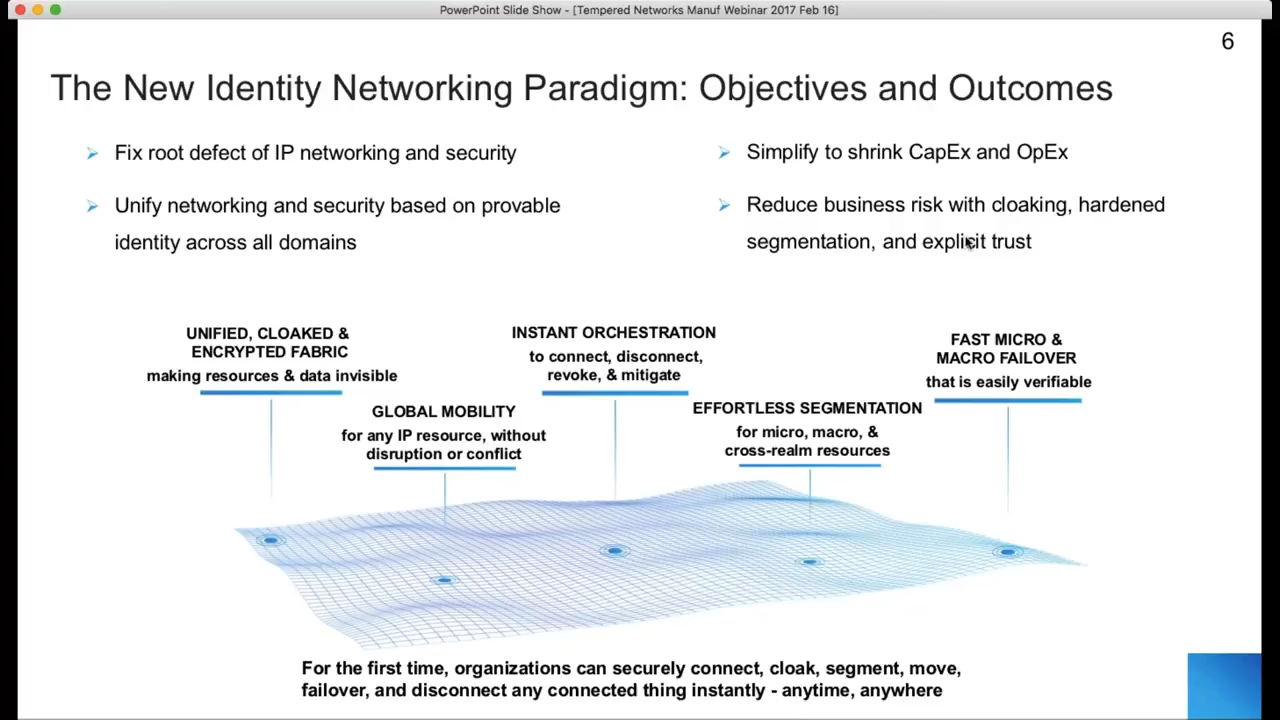 PowerPoint Slide Show - [Tempered Networks Manuf Webinar 2017 Feb 16]
6
The New Identity Networking Paradigm: Objectives and Outcomes
Fix root defect of IP networking and security
Unify networking and security based on provable
identity across all domains
Simplify to shrink CapEx and OpEx
Reduce business risk with cloaking, hardened
segmentation, and explicit trust
UNIFIED, CLOAKED &
ENCRYPTED FABRIC
making resources & data invisible
GLOBAL MOBILITY
for any IP resource, without
disruption or conflict
INSTANT ORCHESTRATION
to connect, disconnect,
revoke, & mitigate
EFFORTLESS SEGMENTATION
for micro, macro, &
cross-realm resources
FAST MICRO &
MACRO FAILOVER
that is easily verifiable
For the first time, organizations can securely connect, cloak, segment, move,
failover, and disconnect any connected thing instantly - anytime, anywhere